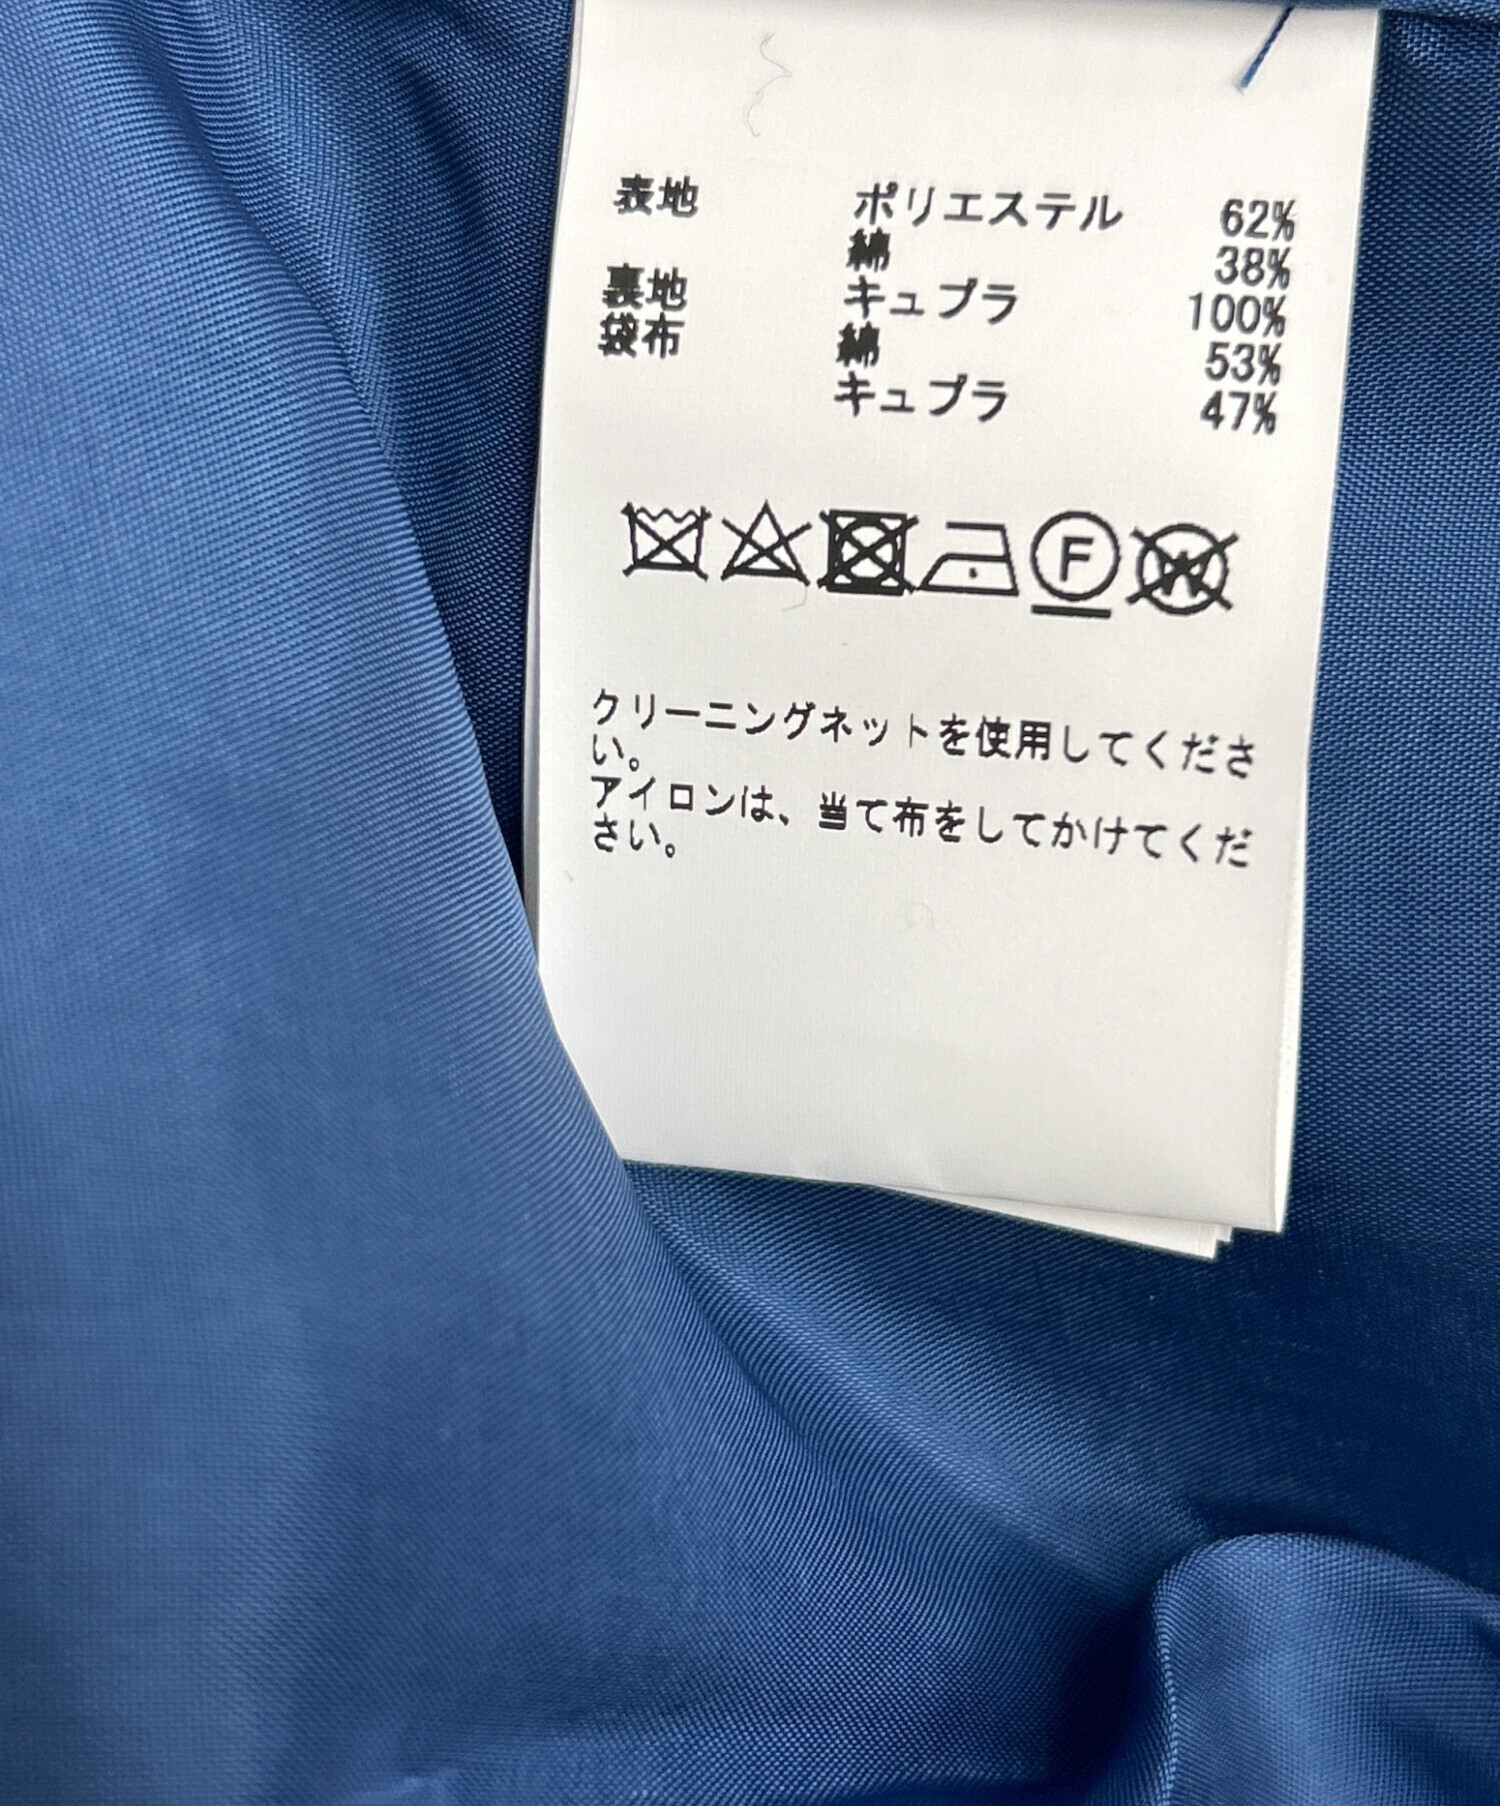 表地 ポリエステル 62%
綿 38%
裏地 キュプラ 100%
袋布 綿 53%
キュプラ 47%
F W
クリーニングネットを使用してくださ
い。
アイロンは、当て布をしてかけてくだ
さい。